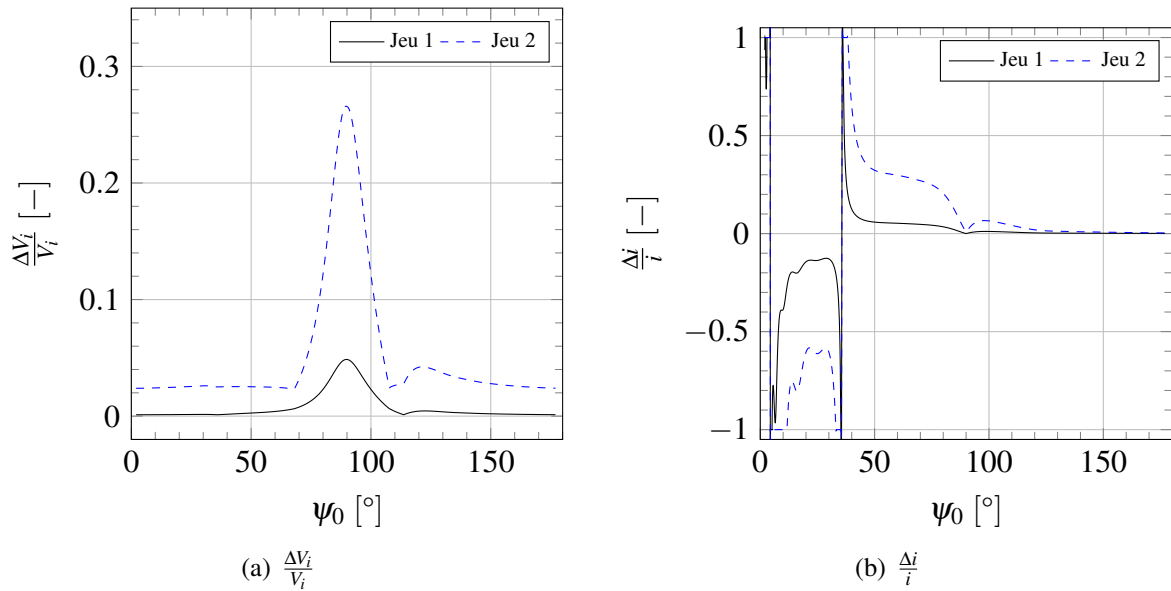 Jeu 1 Jeu 2
0.3
0.2
0.1
0
0 50 100 150
ΔV_i/V_i [−]
ψ_0 [°]
(a) ΔV_i/V_i
Jeu 1 Jeu 2
1
0.5
0
−0.5
−1
0 50 100 150
Δi/i [−]
ψ_0 [°]
(b) Δi/i